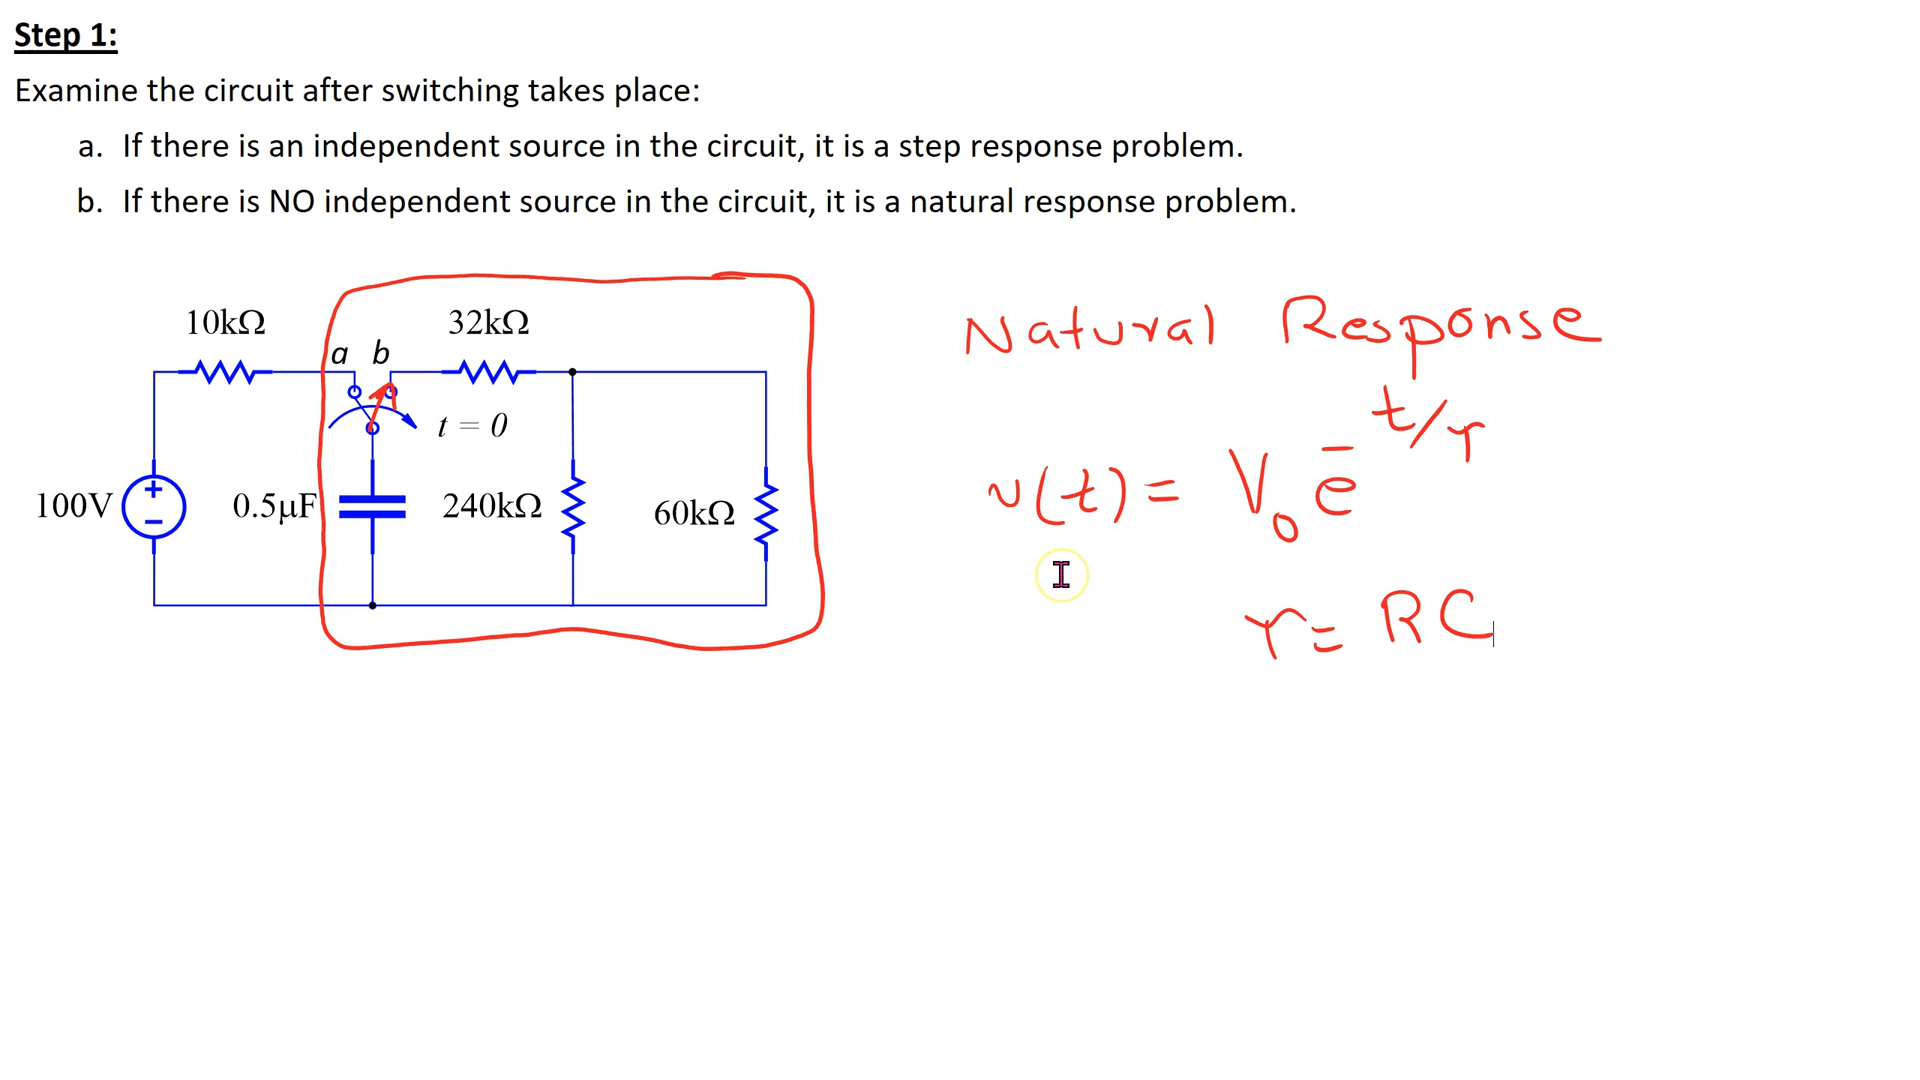 Step 1:
Examine the circuit after switching takes place:
a. If there is an independent source in the circuit, it is a step response problem.
b. If there is NO independent source in the circuit, it is a natural response problem.
10kΩ
32kΩ
a b
t = 0
100V
0.5μF
240kΩ
60kΩ
Natural Response
v(t) = V₀ e^(-t/τ)
τ = RC